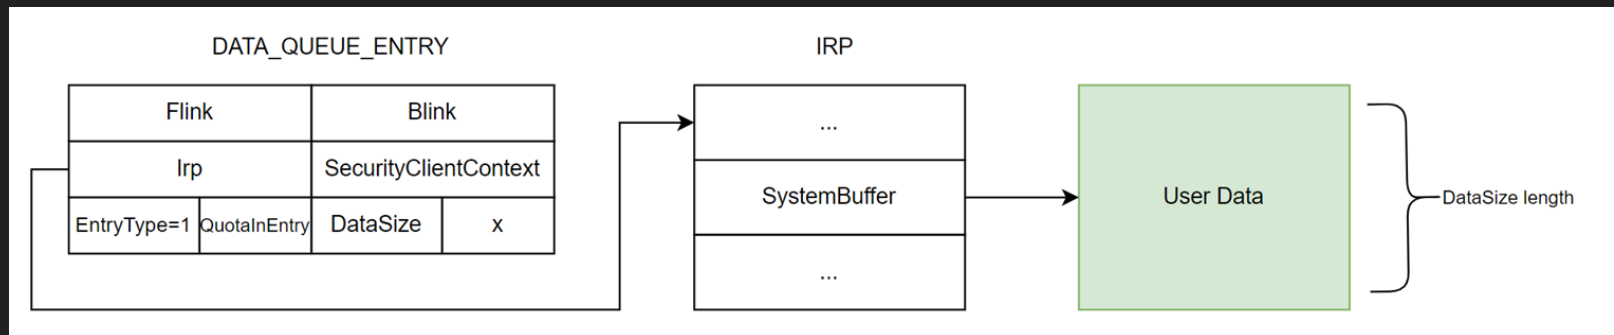 DATA_QUEUE_ENTRY
IRP
Flink
Blink
Irp
SecurityClientContext
EntryType=1
QuotaInEntry
DataSize
x
...
SystemBuffer
...
User Data
DataSize length